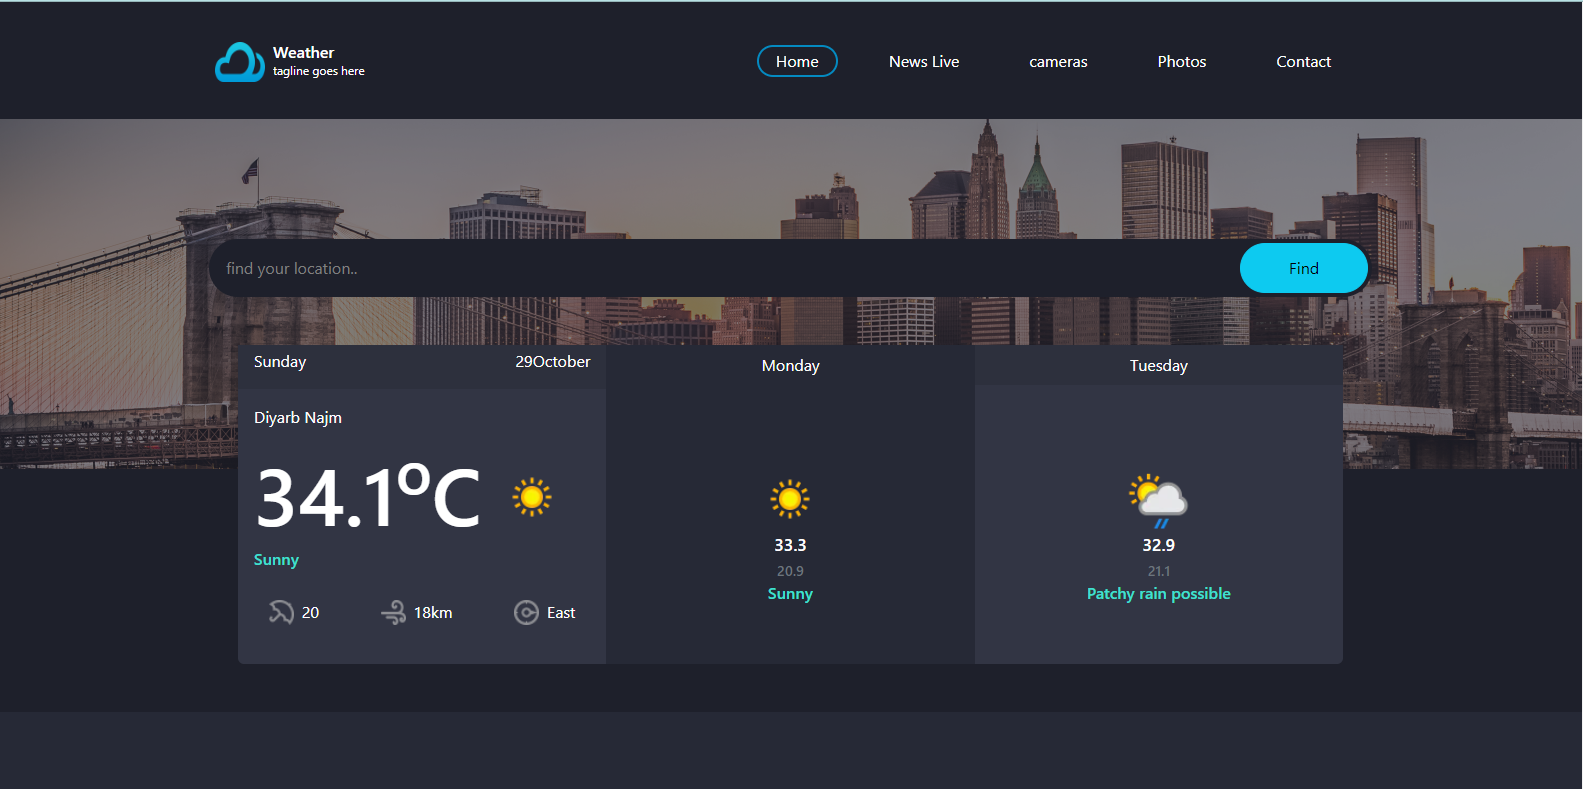 Weather
tagline goes here
Home
News Live
cameras
Photos
Contact
find your location..
Find
Sunday
29October
Diyarb Najm
34.1°C
Sunny
20
18km
East
Monday
33.3
20.9
Sunny
Tuesday
32.9
21.1
Patchy rain possible